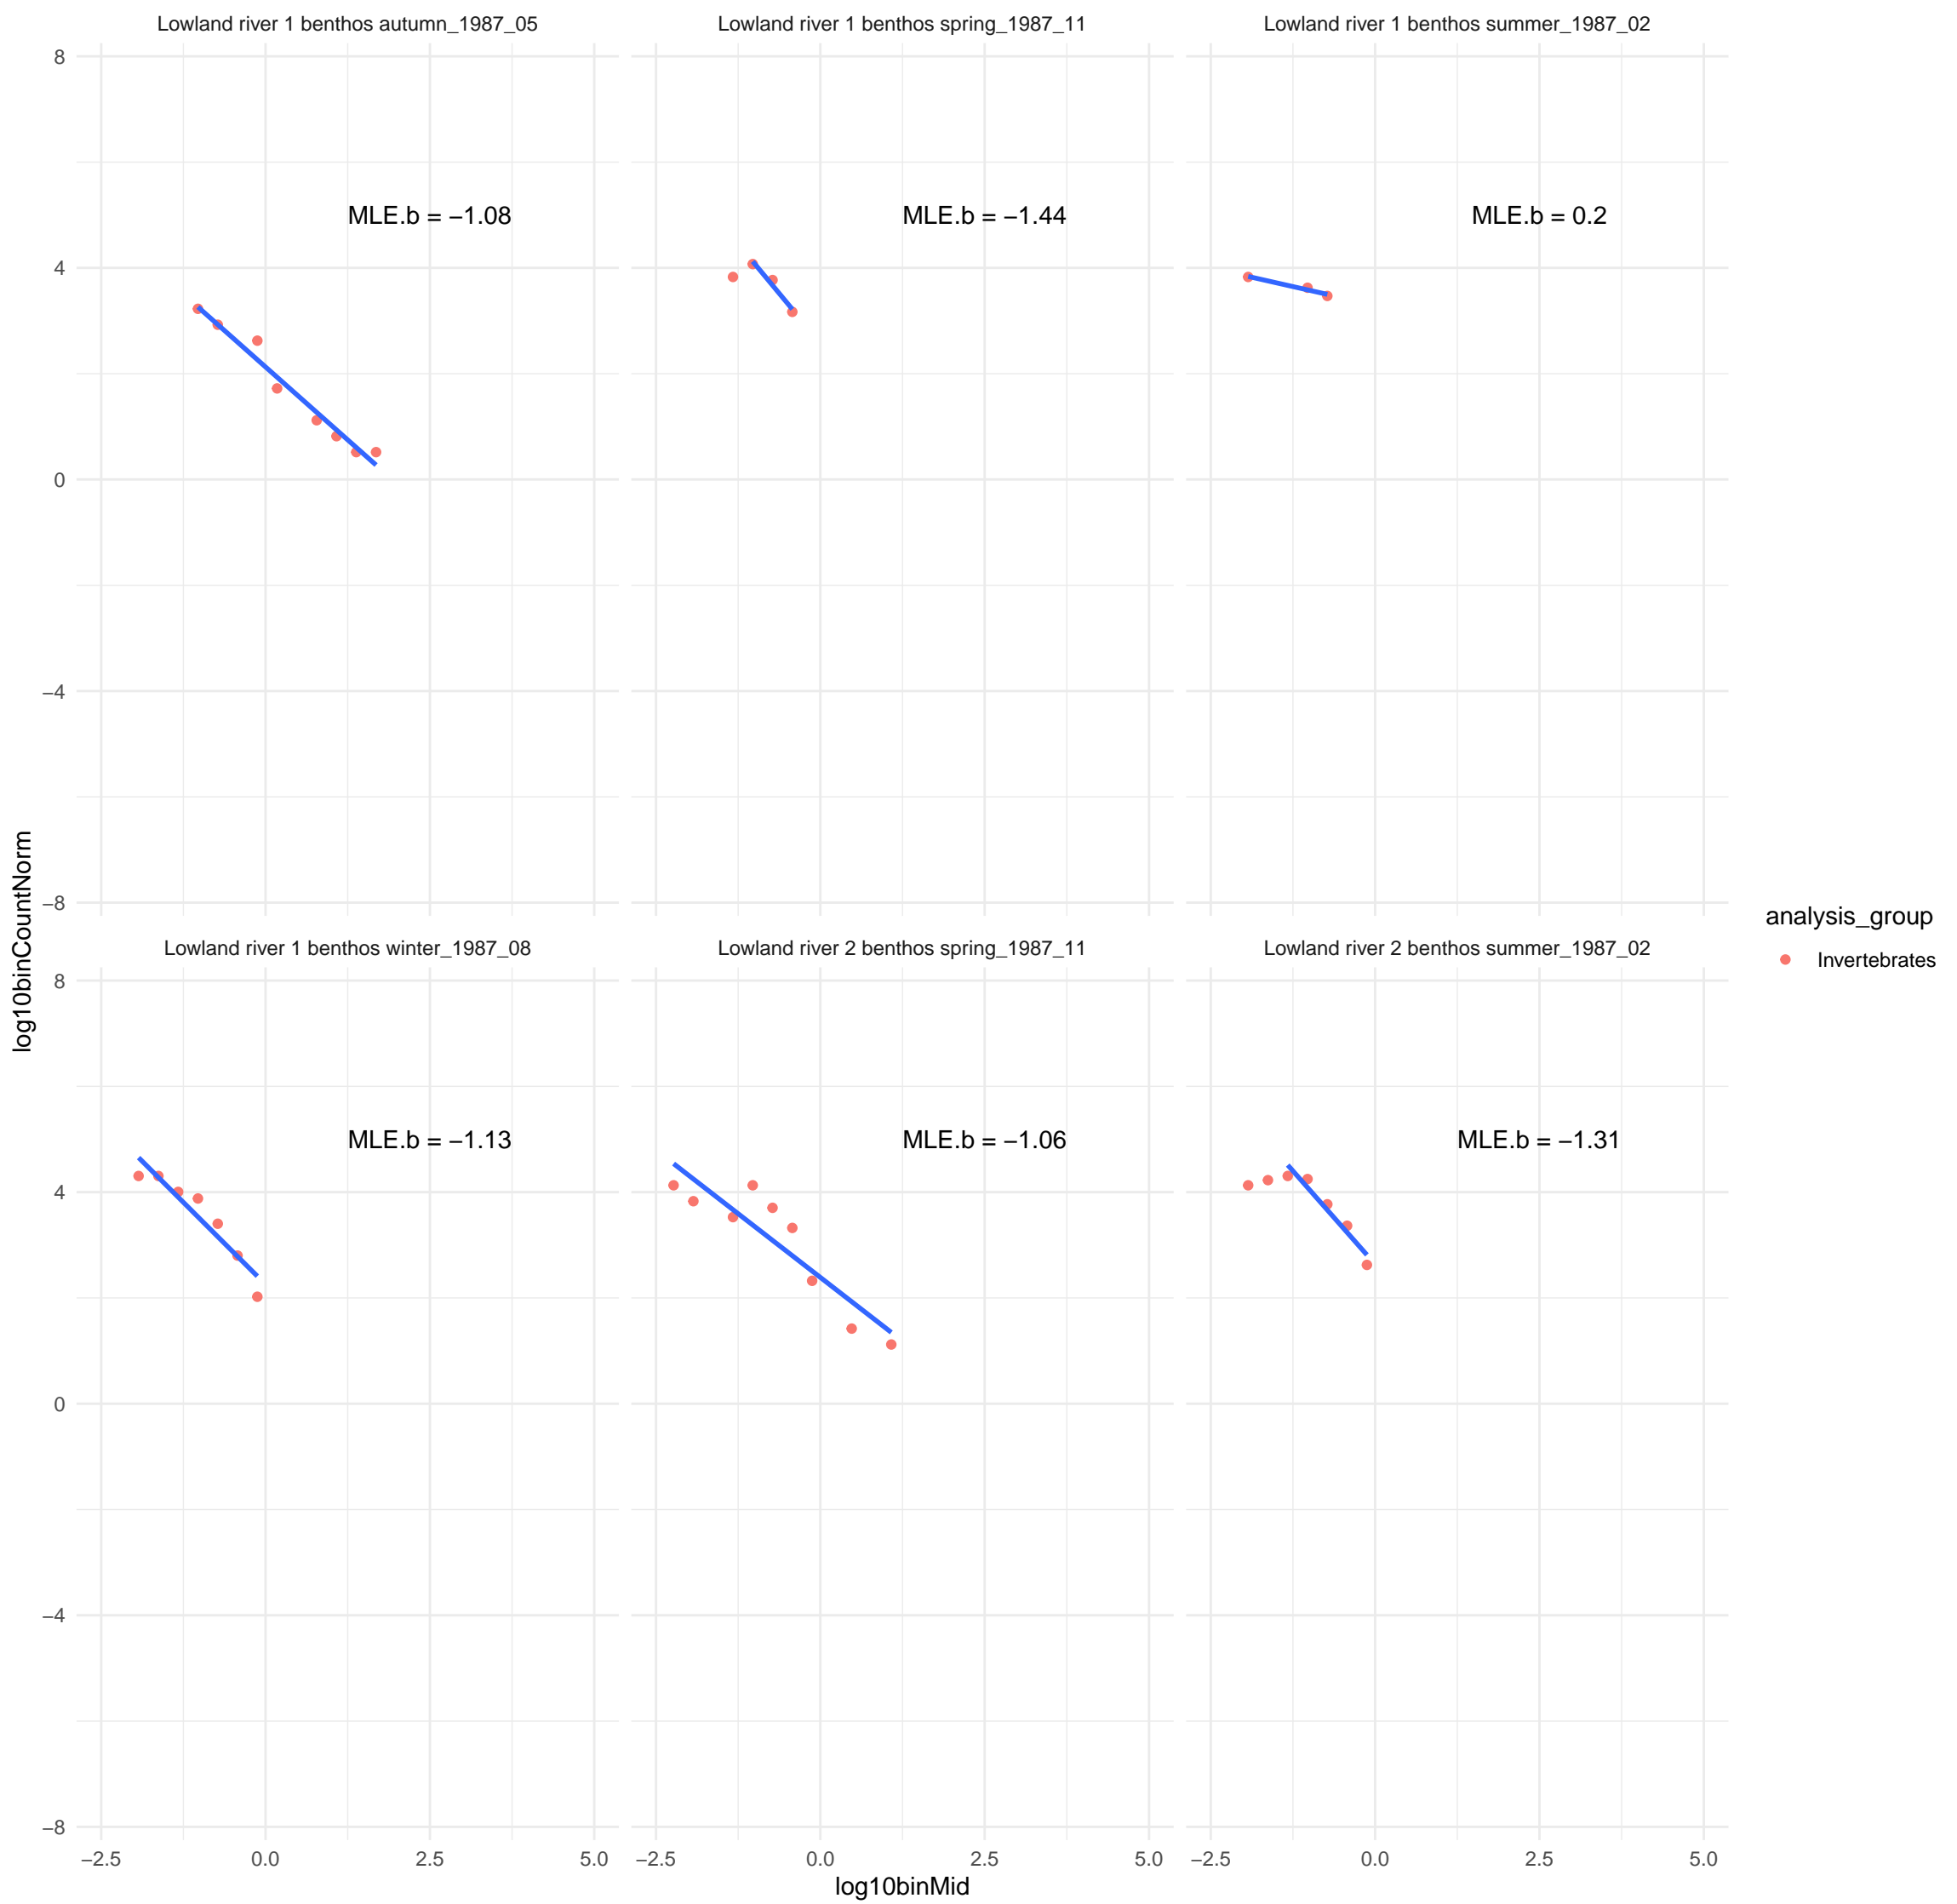 Lowland river 1 benthos autumn_1987_05
Lowland river 1 benthos spring_1987_11
Lowland river 1 benthos summer_1987_02
8
4
0
−4
−8
MLE.b = −1.08
MLE.b = −1.44
MLE.b = 0.2
log10binCountNorm
analysis_group
Invertebrates
Lowland river 1 benthos winter_1987_08
Lowland river 2 benthos spring_1987_11
Lowland river 2 benthos summer_1987_02
8
4
0
−4
−8
MLE.b = −1.13
MLE.b = −1.06
MLE.b = −1.31
−2.5 0.0 2.5 5.0
−2.5 0.0 2.5 5.0
−2.5 0.0 2.5 5.0
log10binMid